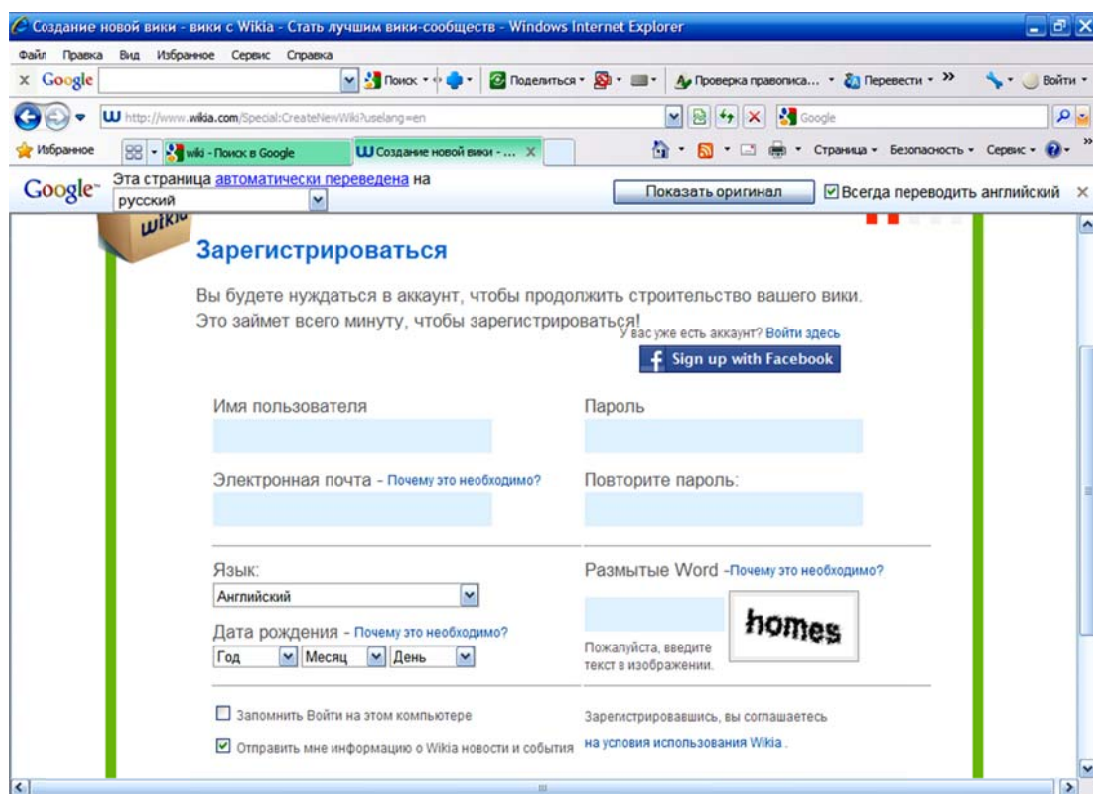 Создание новой вики - вики с Wikia - Стать лучшим вики-сообществ - Windows Internet Explorer
Файл Правка Вид Избранное Сервис Справка
x Google Поиск Поделиться Проверка правописа... Перевести » Войти
http://www.wikia.com/Special:CreateNewWiki?uselang=en Google
Избранное wiki - Поиск в Google Создание новой вики - ... X Страница Безопасность Сервис »
Google™ Эта страница автоматически переведена на
русский Показать оригинал Всегда переводить английский ×
wikia
Зарегистрироваться
Вы будете нуждаться в аккаунт, чтобы продолжить строительство вашего вики.
Это займет всего минуту, чтобы зарегистрироваться!
У вас уже есть аккаунт? Войти здесь
f Sign up with Facebook
Имя пользователя Пароль
Электронная почта - Почему это необходимо? Повторите пароль:
Язык: Размытые Word -Почему это необходимо?
Английский
homes
Дата рождения - Почему это необходимо?
Год Месяц День
Пожалуйста, введите
текст в изображении.
Запомнить Войти на этом компьютере Зарегистрировавшись, вы соглашаетесь
Отправить мне информацию о Wikia новости и события на условия использования Wikia .